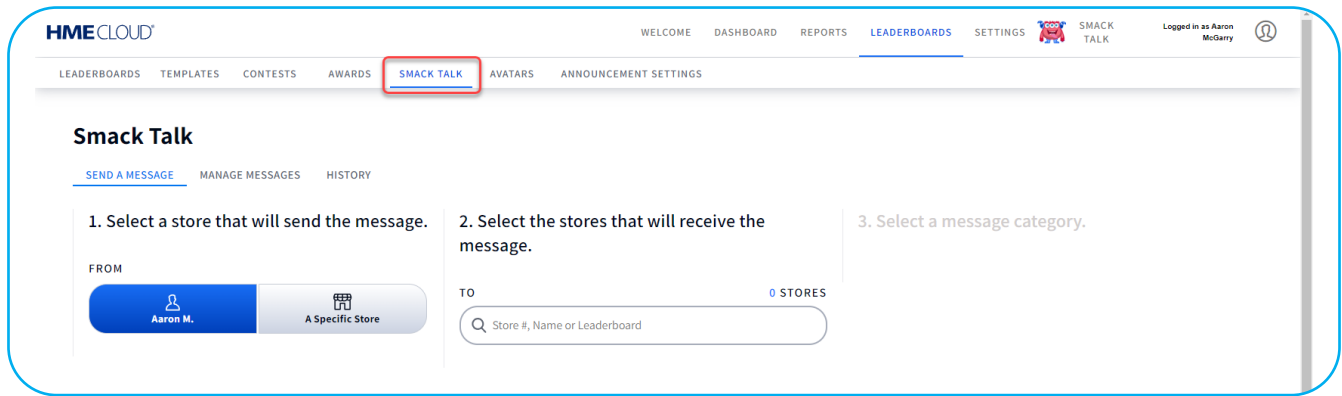 HME CLOUD®
WELCOME DASHBOARD REPORTS LEADERBOARDS SETTINGS SMACK TALK
Logged in as Aaron McGarry
LEADERBOARDS TEMPLATES CONTESTS AWARDS SMACK TALK AVATARS ANNOUNCEMENT SETTINGS
Smack Talk
SEND A MESSAGE MANAGE MESSAGES HISTORY
1. Select a store that will send the message.
FROM
Aaron M.
A Specific Store
2. Select the stores that will receive the
message.
TO 0 STORES
Store #, Name or Leaderboard
3. Select a message category.